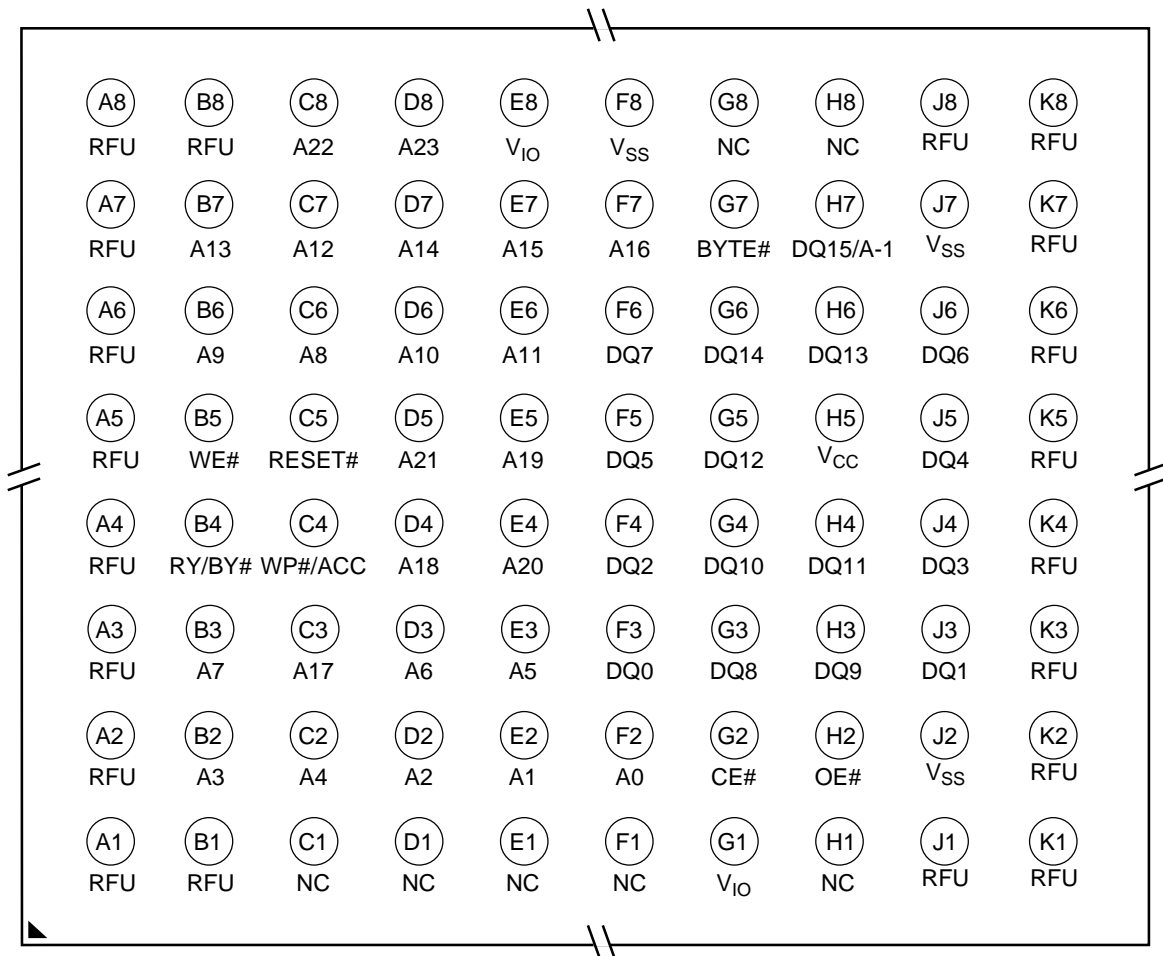 A8 B8 C8 D8 E8 F8 G8 H8 J8 K8
RFU RFU A22 A23 VIO VSS NC NC RFU RFU
A7 B7 C7 D7 E7 F7 G7 H7 J7 K7
RFU A13 A12 A14 A15 A16 BYTE# DQ15/A-1 VSS RFU
A6 B6 C6 D6 E6 F6 G6 H6 J6 K6
RFU A9 A8 A10 A11 DQ7 DQ14 DQ13 DQ6 RFU
A5 B5 C5 D5 E5 F5 G5 H5 J5 K5
RFU WE# RESET# A21 A19 DQ5 DQ12 VCC DQ4 RFU
A4 B4 C4 D4 E4 F4 G4 H4 J4 K4
RFU RY/BY# WP#/ACC A18 A20 DQ2 DQ10 DQ11 DQ3 RFU
A3 B3 C3 D3 E3 F3 G3 H3 J3 K3
RFU A7 A17 A6 A5 DQ0 DQ8 DQ9 DQ1 RFU
A2 B2 C2 D2 E2 F2 G2 H2 J2 K2
RFU A3 A4 A2 A1 A0 CE# OE# VSS RFU
A1 B1 C1 D1 E1 F1 G1 H1 J1 K1
RFU RFU NC NC NC NC VIO NC RFU RFU